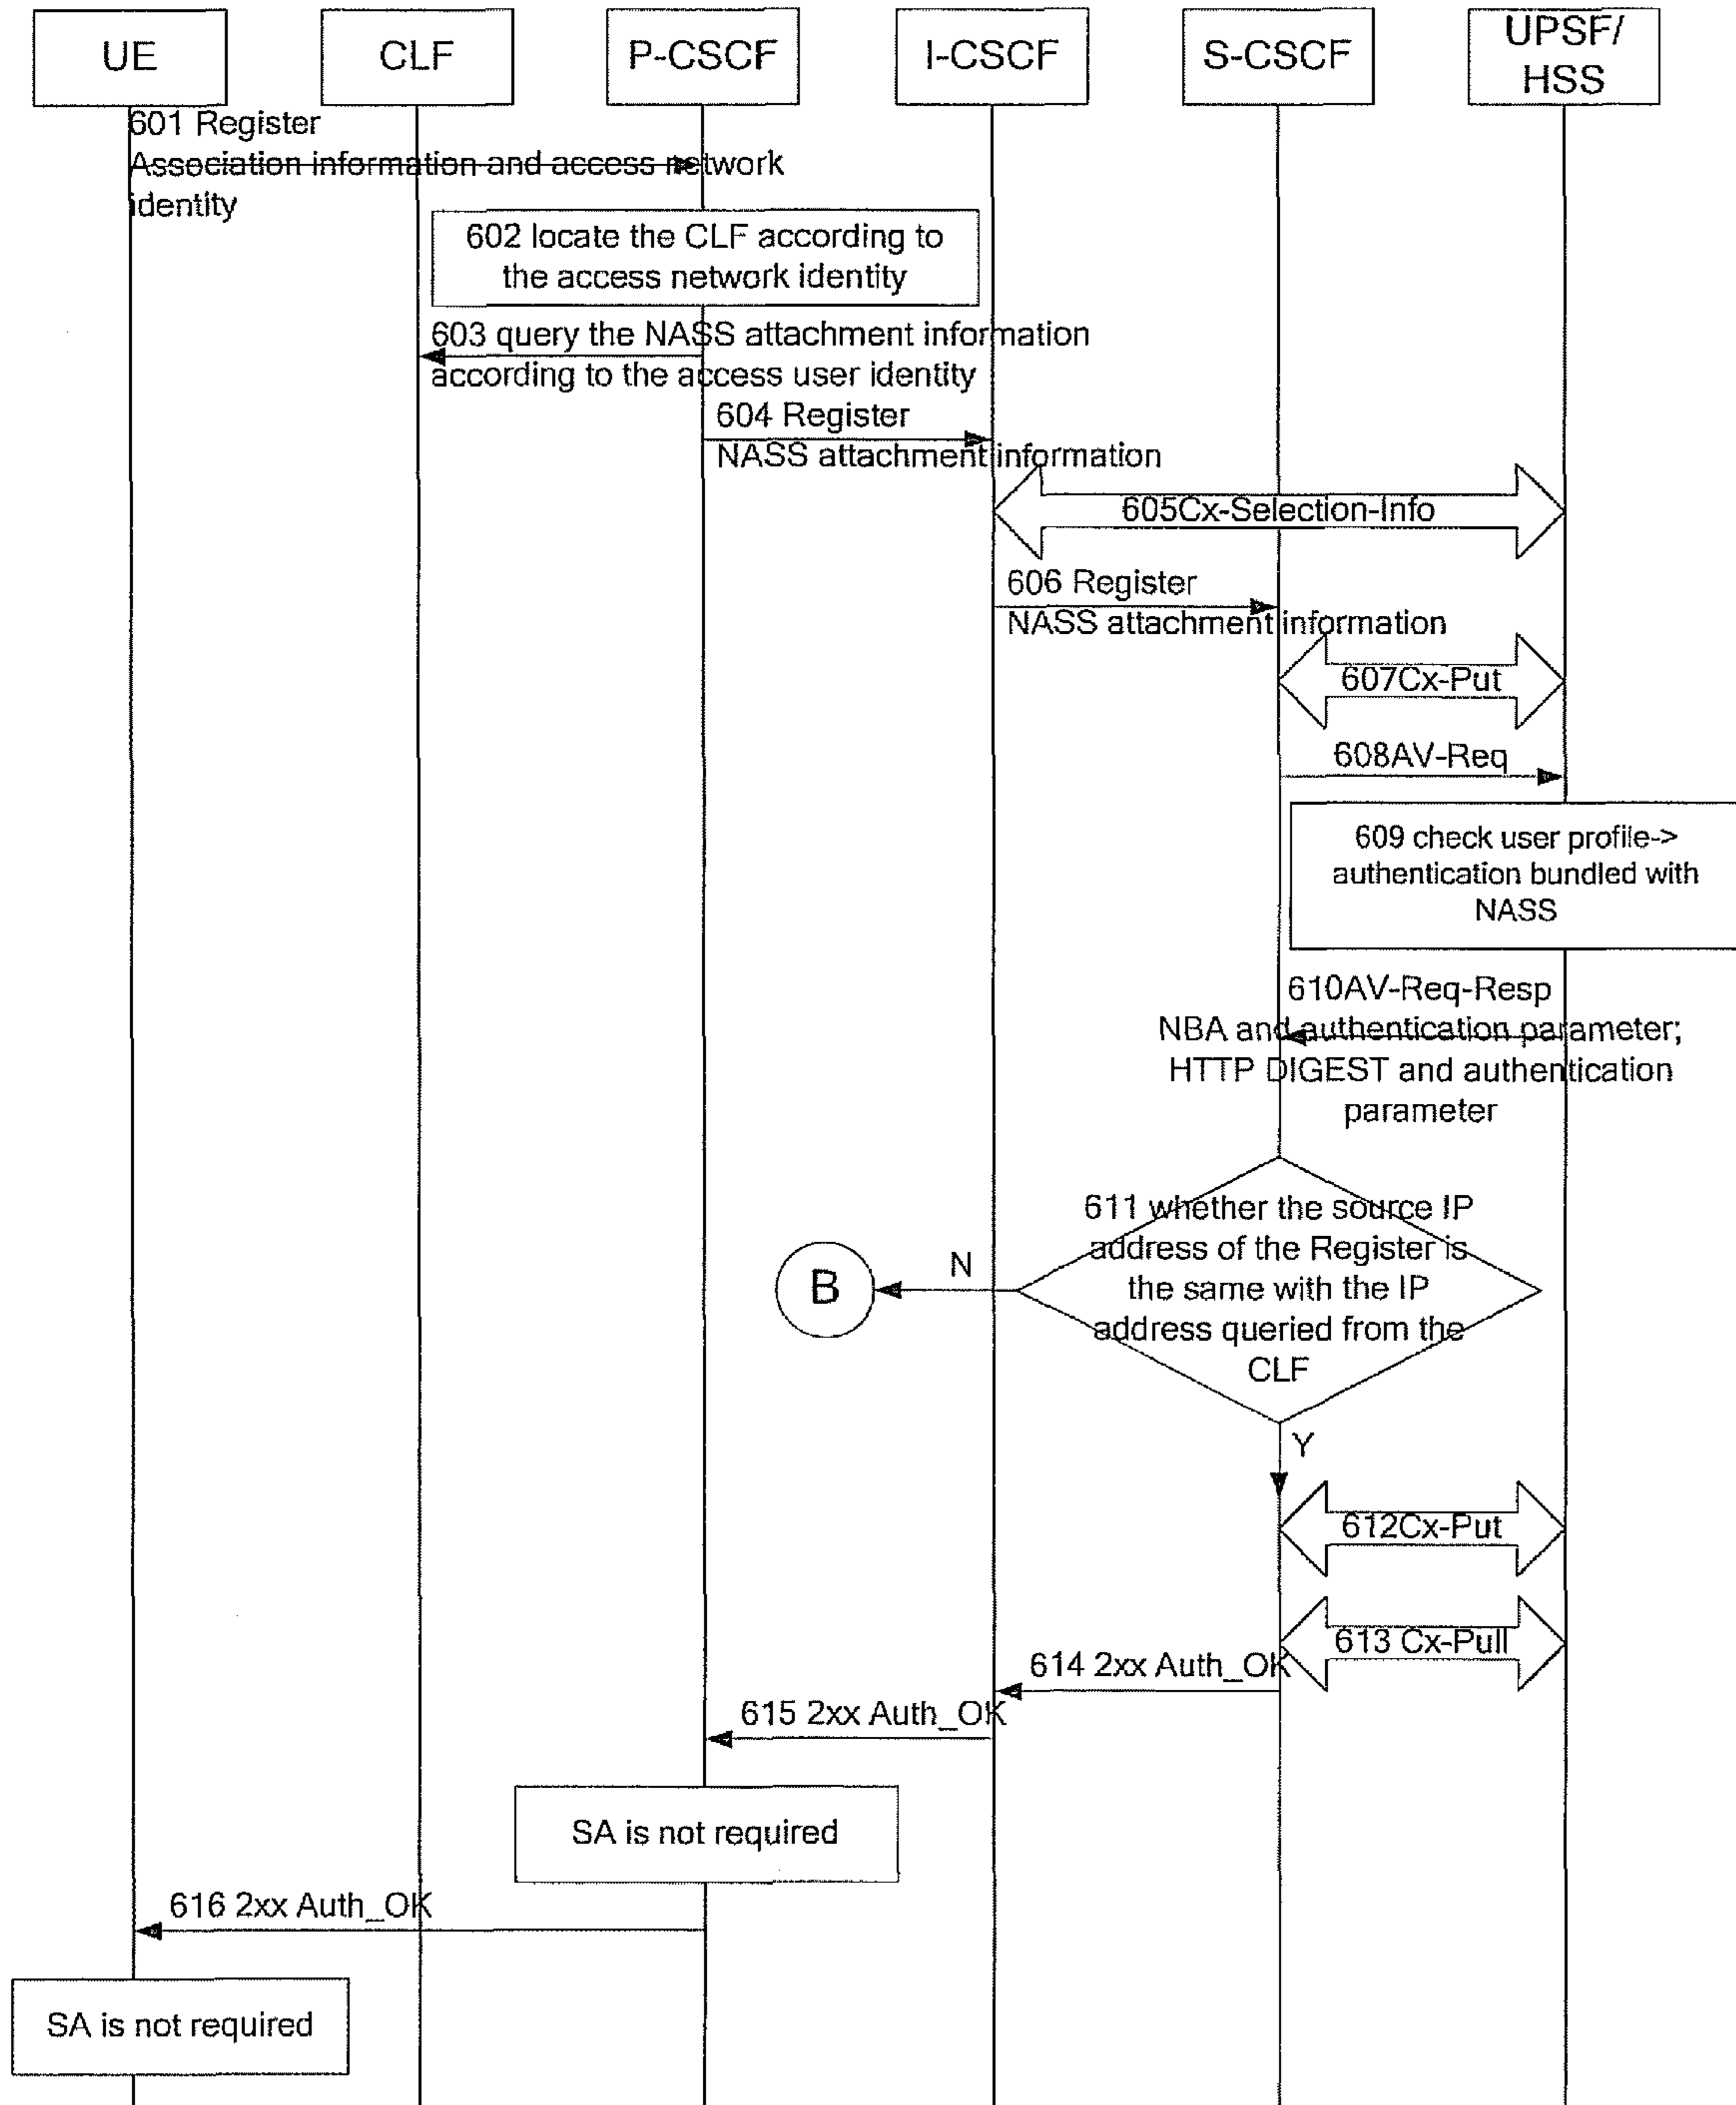 UE
CLF
P-CSCF
I-CSCF
S-CSCF
UPSF/
HSS
601 Register
Association information and access network
identity
602 locate the CLF according to
the access network identity
603 query the NASS attachment information
according to the access user identity
604 Register
NASS attachment information
605Cx-Selection-Info
606 Register
NASS attachment information
607Cx-Put
608AV-Req
609 check user profile->
authentication bundled with
NASS
610AV-Req-Resp
NBA and authentication parameter;
HTTP DIGEST and authentication
parameter
611 whether the source IP
address of the Register is
the same with the IP
address queried from the
CLF
N
B
Y
612Cx-Put
613 Cx-Pull
614 2xx Auth_OK
615 2xx Auth_OK
SA is not required
616 2xx Auth_OK
SA is not required